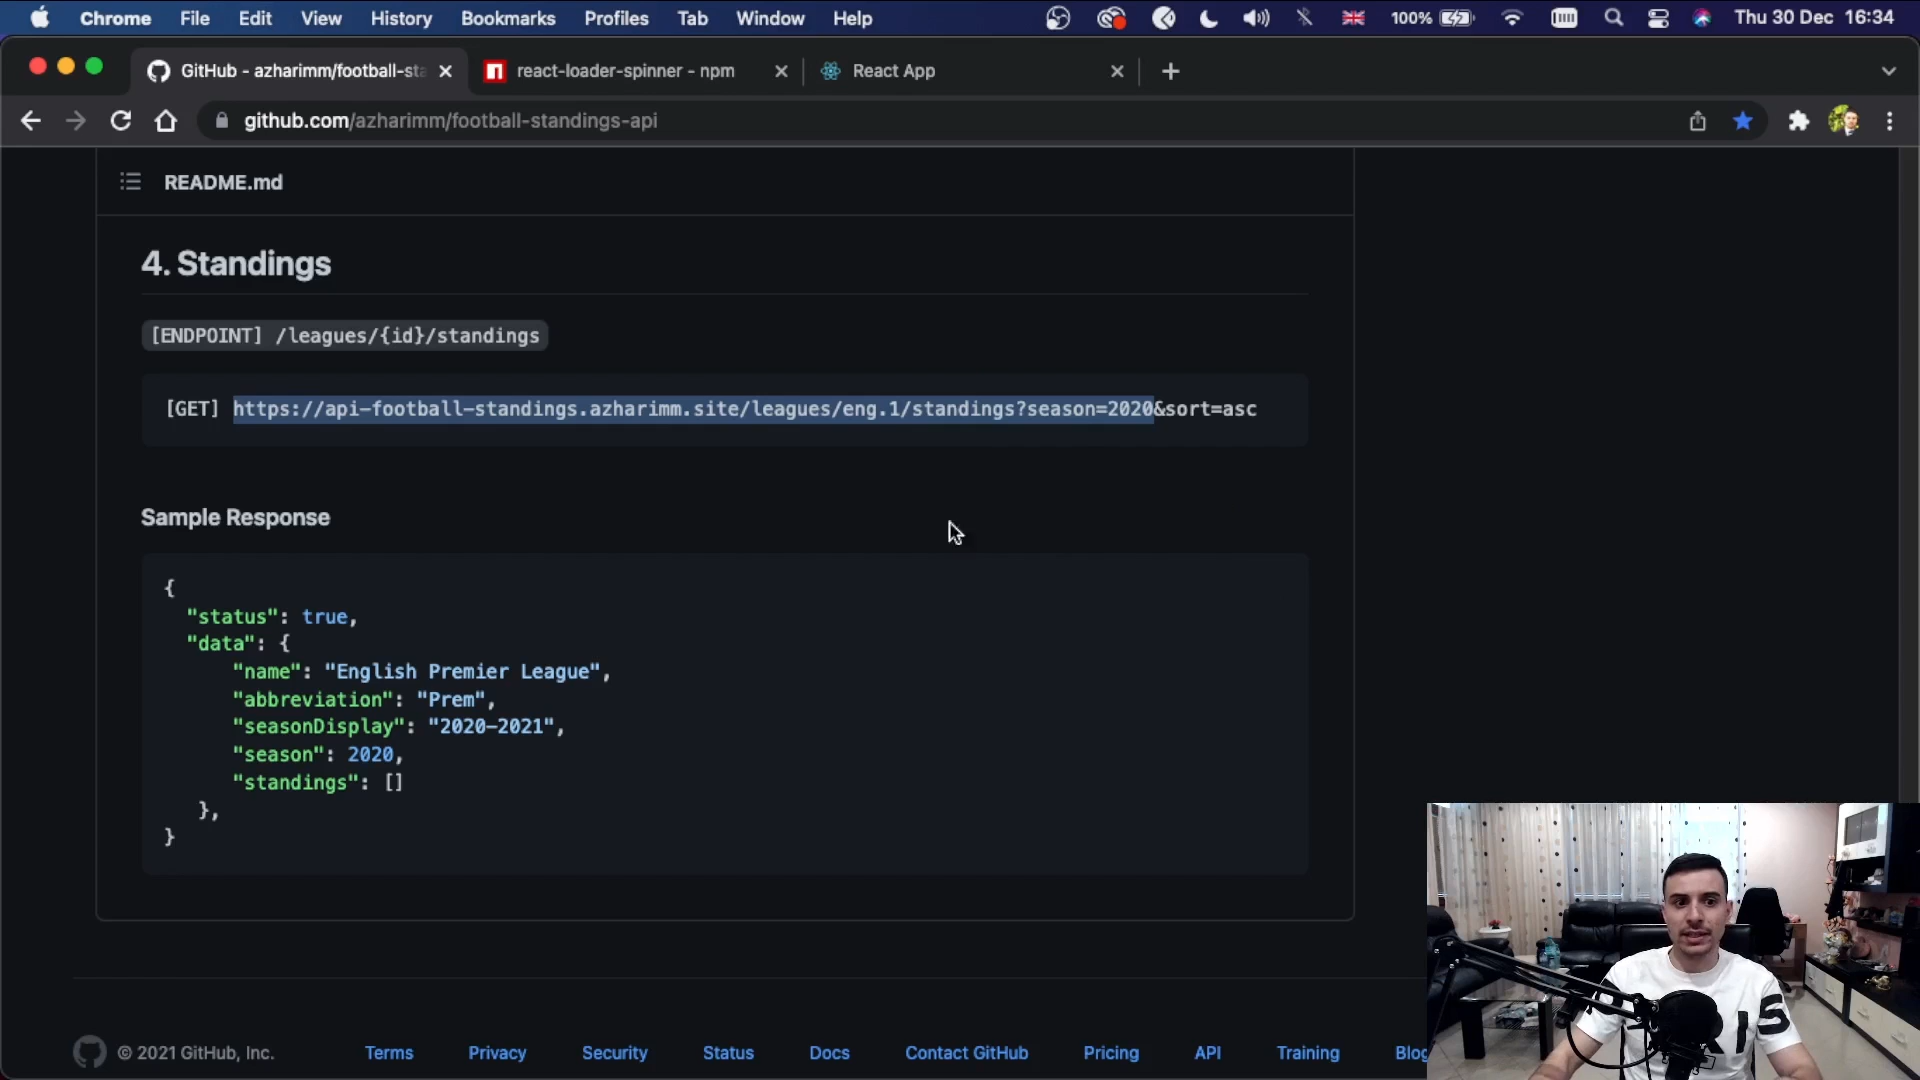 Chrome File Edit View History Bookmarks Profiles Tab Window Help 100% Thu 30 Dec 16:34
GitHub - azharimm/football-sta react-loader-spinner - npm React App
github.com/azharimm/football-standings-api
README.md
4. Standings
[ENDPOINT] /leagues/{id}/standings
[GET] https://api-football-standings.azharimm.site/leagues/eng.1/standings?season=2020&sort=asc
Sample Response
{
"status": true,
"data": {
"name": "English Premier League",
"abbreviation": "Prem",
"seasonDisplay": "2020-2021",
"season": 2020,
"standings": []
},
}
© 2021 GitHub, Inc. Terms Privacy Security Status Docs Contact GitHub Pricing API Training Blog